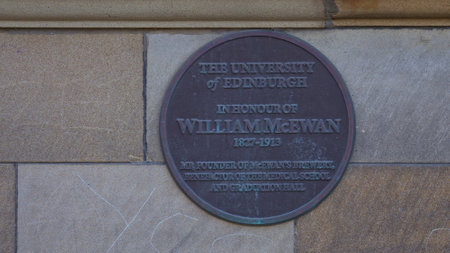 THE UNIVERSITY
of EDINBURGH
IN HONOUR OF
WILLIAM McEWAN
1827-1913
MP, FOUNDER OF McEWAN'S BREWERY,
BENEFACTOR OF THE MEDICAL SCHOOL
AND GRADUATION HALL